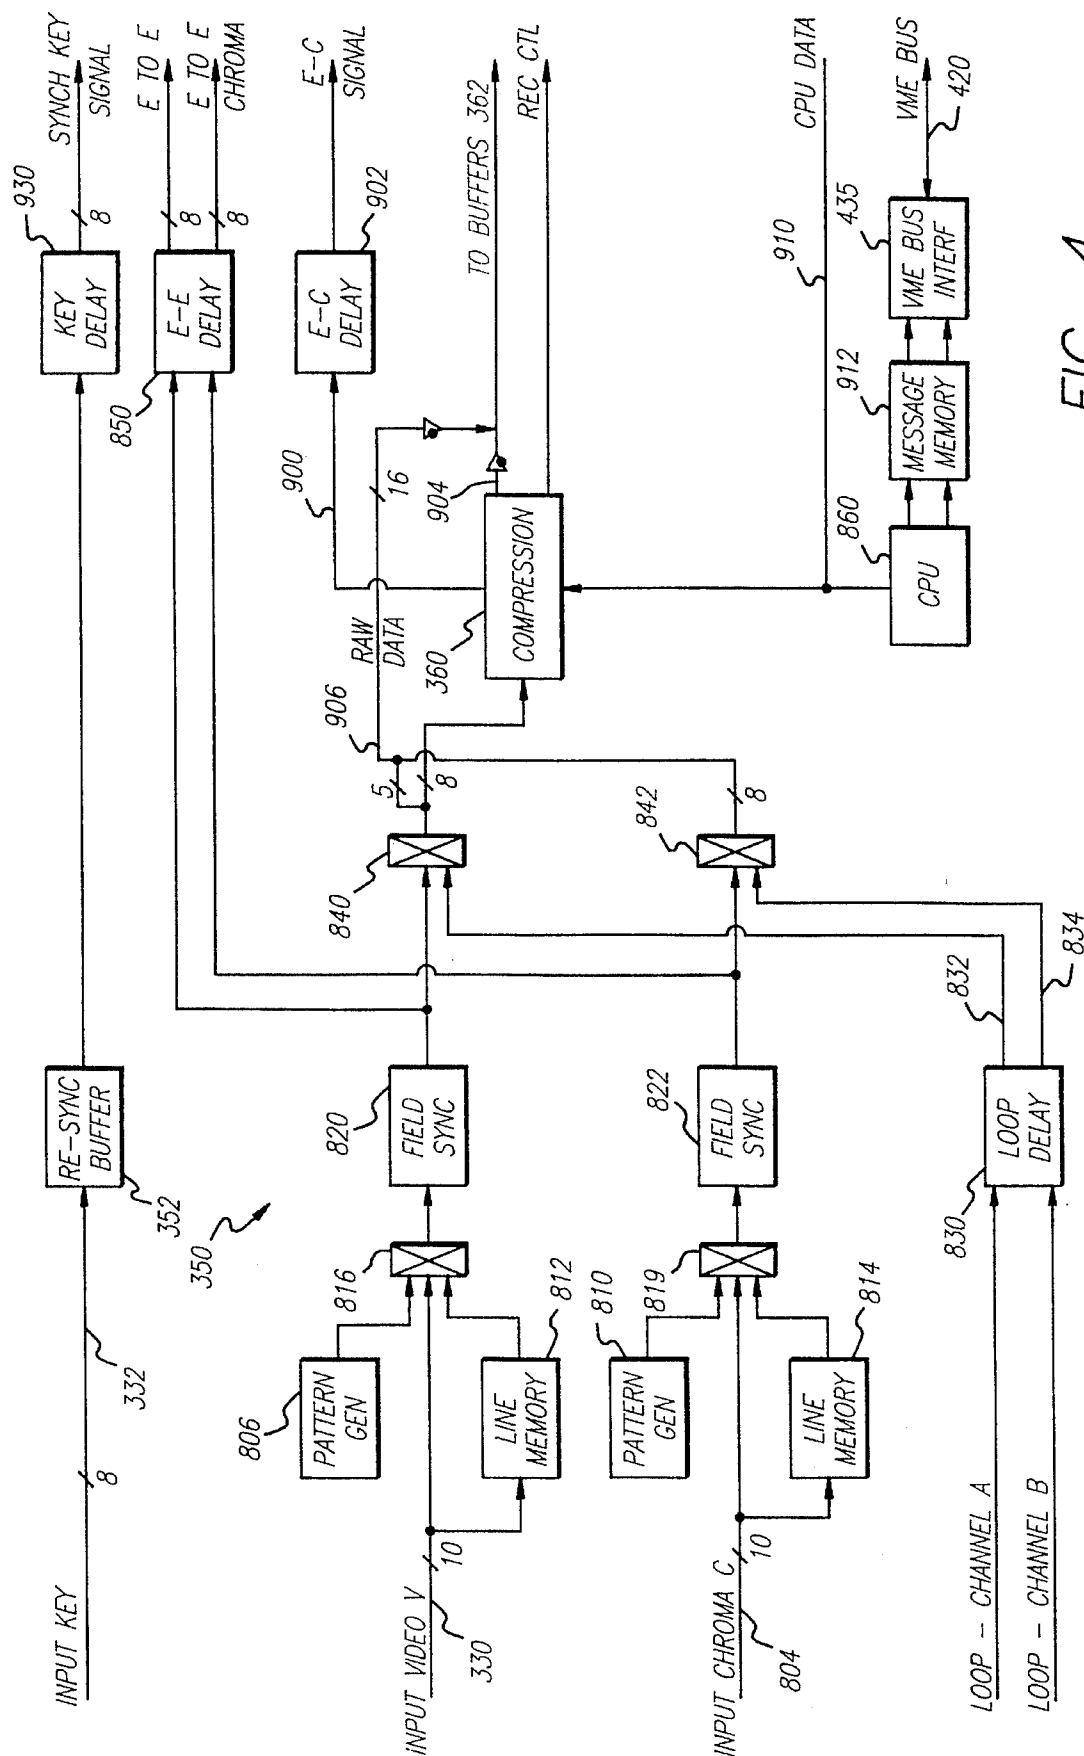 INPUT KEY
8
332
RE-SYNC
BUFFER
352
350
KEY
DELAY
930
8
SYNCH KEY
SIGNAL
INPUT VIDEO V
10
330
806
PATTERN
GEN
816
LINE
MEMORY
812
820
FIELD
SYNC
840
5
8
906
RAW
DATA
16
900
850
E-E
DELAY
8
8
E TO E
E TO E
CHROMA
E-C
DELAY
902
E-C
SIGNAL
360
COMPRESSION
904
TO BUFFERS 362
REC CTL
INPUT CHROMA C
10
804
810
PATTERN
GEN
819
LINE
MEMORY
814
822
FIELD
SYNC
842
8
LOOP - CHANNEL A
LOOP - CHANNEL B
830
LOOP
DELAY
832
834
910
CPU DATA
860
CPU
912
MESSAGE
MEMORY
435
VME BUS
INTERF
VME BUS
420